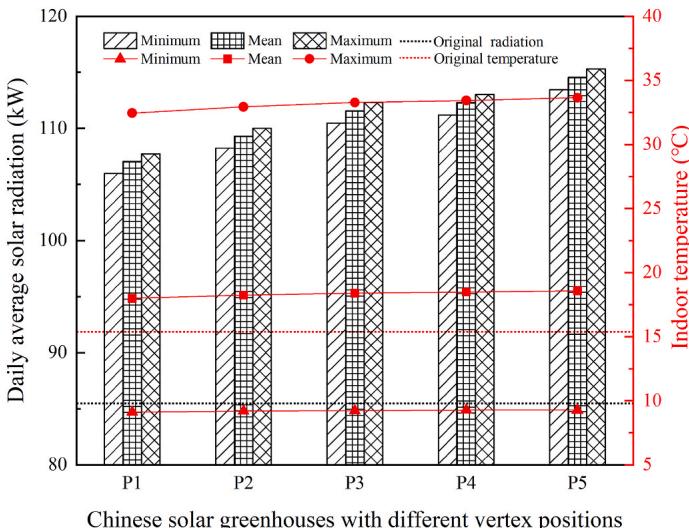 120
110
100
90
80
Daily average solar radiation (kW)
Minimum Mean Maximum Original radiation
Minimum Mean Maximum Original temperature
40
35
30
25
20
15
10
5
Indoor temperature (℃)
P1 P2 P3 P4 P5
Chinese solar greenhouses with different vertex positions